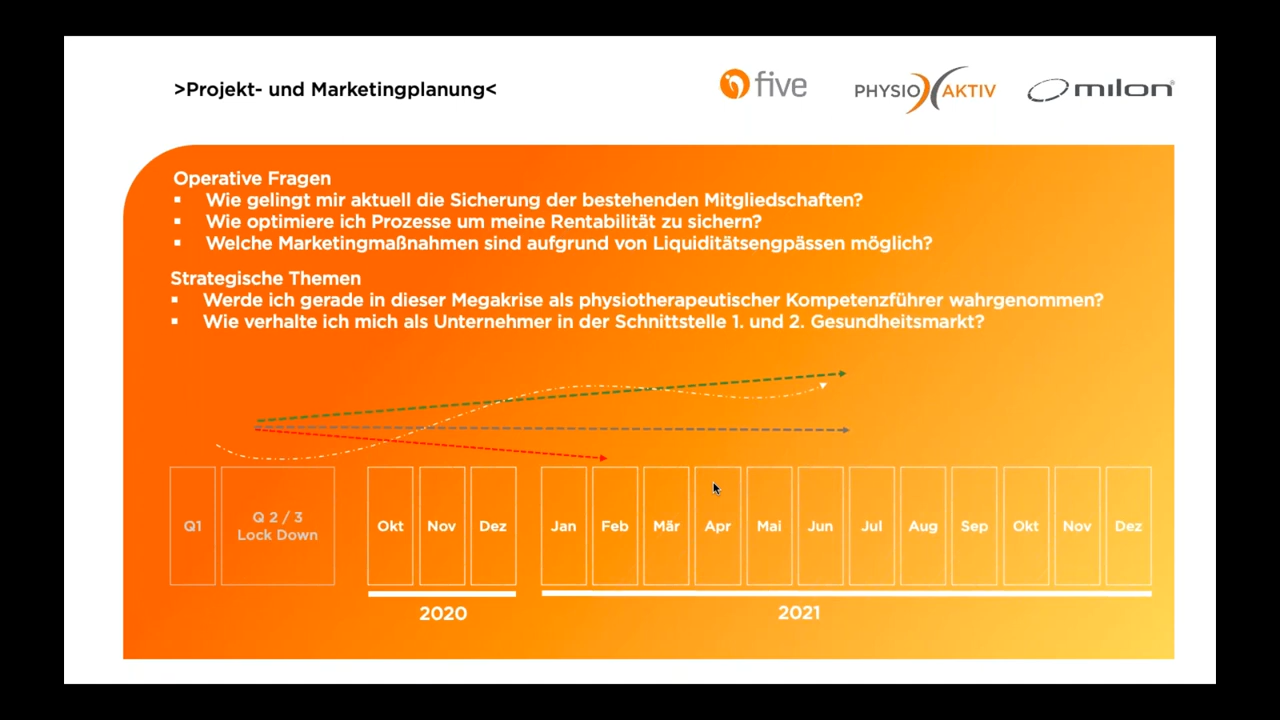 >Projekt- und Marketingplanung<
five
PHYSIO AKTIV
milon®
Operative Fragen
▪ Wie gelingt mir aktuell die Sicherung der bestehenden Mitgliedschaften?
▪ Wie optimiere ich Prozesse um meine Rentabilität zu sichern?
▪ Welche Marketingmaßnahmen sind aufgrund von Liquiditätsengpässen möglich?
Strategische Themen
▪ Werde ich gerade in dieser Megakrise als physiotherapeutischer Kompetenzführer wahrgenommen?
▪ Wie verhalte ich mich als Unternehmer in der Schnittstelle 1. und 2. Gesundheitsmarkt?
Q1
Q 2 / 3
Lock Down
Okt Nov Dez Jan Feb Mär Apr Mai Jun Jul Aug Sep Okt Nov Dez
2020 2021